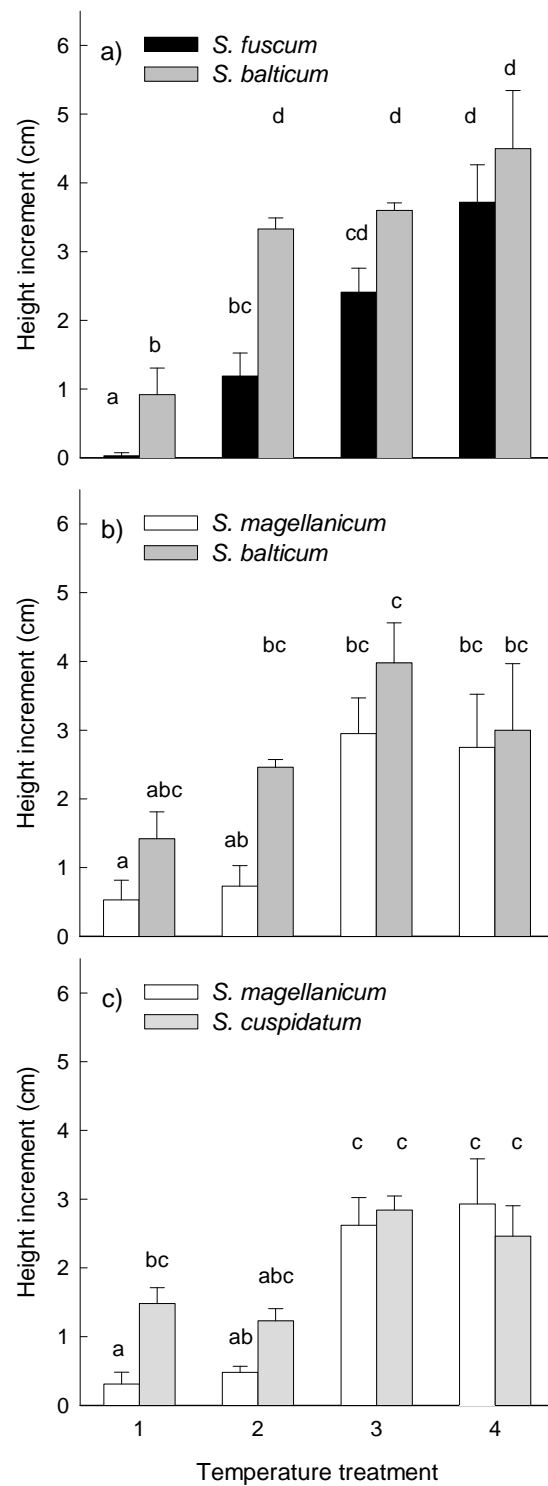 a)
S. fuscum
S. balticum
Height increment (cm)
6
5
4
3
2
1
0
a
b
bc
d
cd
d
d
d
b)
S. magellanicum
S. balticum
Height increment (cm)
6
5
4
3
2
1
0
a
abc
ab
bc
bc
c
bc
bc
c)
S. magellanicum
S. cuspidatum
Height increment (cm)
6
5
4
3
2
1
0
a
bc
ab
abc
c
c
c
c
1 2 3 4
Temperature treatment